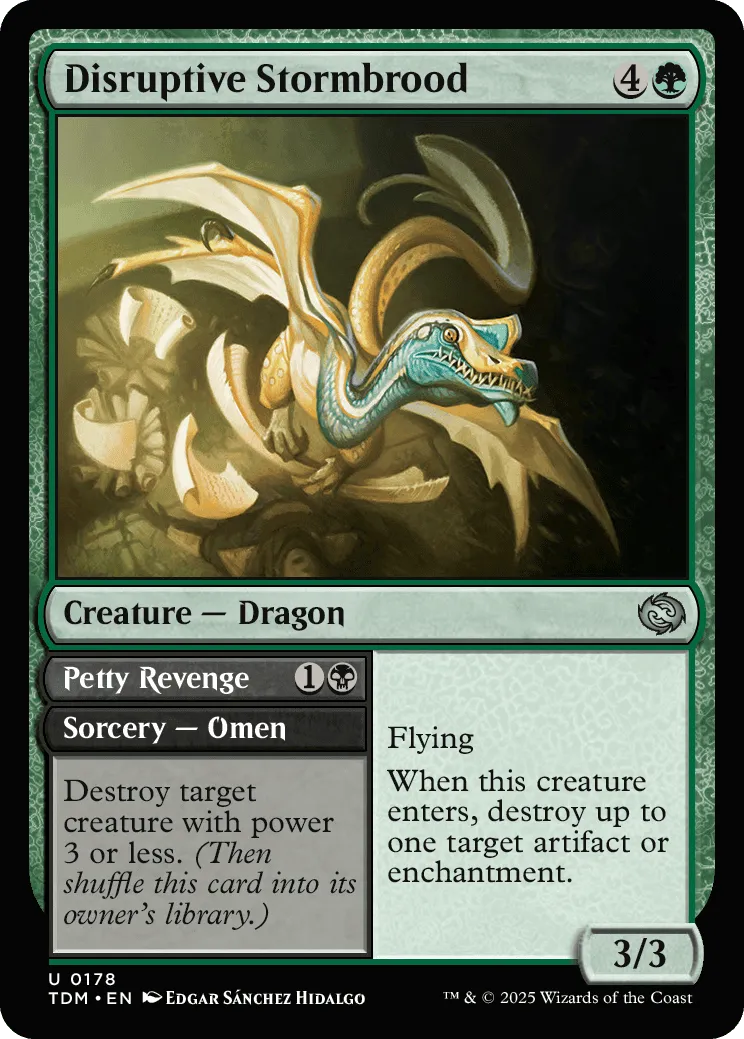 Disruptive Stormbrood 4
Creature — Dragon
Petty Revenge 1
Sorcery — Omen
Destroy target
creature with power
3 or less. (Then
shuffle this card into its
owner's library.)
Flying
When this creature
enters, destroy up to
one target artifact or
enchantment.
3/3
U 0178
TDM • EN Edgar Sánchez Hidalgo
™ & © 2025 Wizards of the Coast